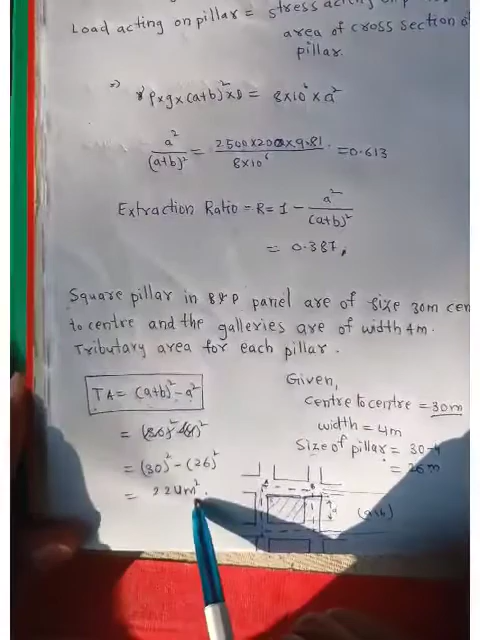 Load acting on pillar = stress acting on
area of cross section
pillar.
⇒ ρ×g×(a+b)²×D = 8×10⁶×a²
a²/(a+b)² = 2500×200×9.81/8×10⁶ = 0.613
Extraction Ratio = R = 1 - a²/(a+b)²
= 0.387,
Square pillar in B&P panel are of size 30m cen
to centre and the galleries are of width 4m.
Tributary area for each pillar.
TA = (a+b)² - a²
= (30)² - (26)²
= 224m²
Given,
centre to centre = 30m
width = 4m
Size of pillar = 30-4
= 26m
(a+b)